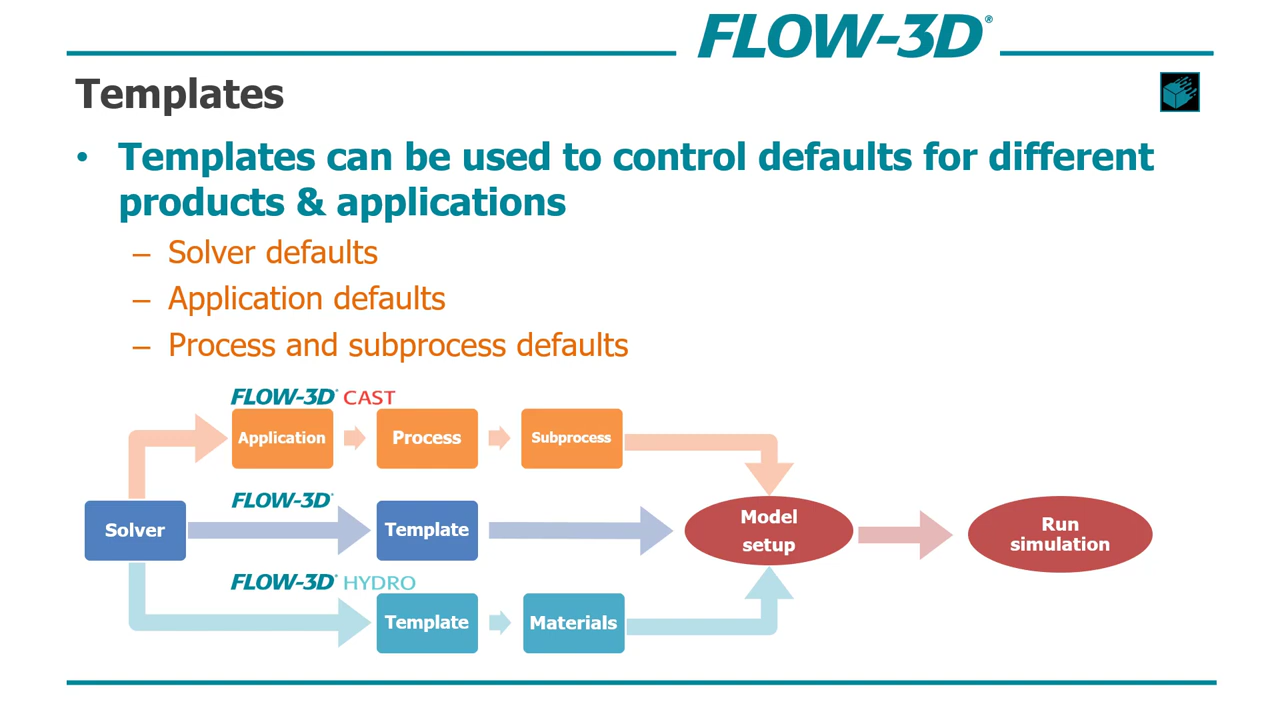 FLOW-3D®
Templates
• Templates can be used to control defaults for different
products & applications
– Solver defaults
– Application defaults
– Process and subprocess defaults
FLOW-3D® CAST
Application
Process
Subprocess
FLOW-3D®
Solver
Template
Model
setup
Run
simulation
FLOW-3D® HYDRO
Template
Materials